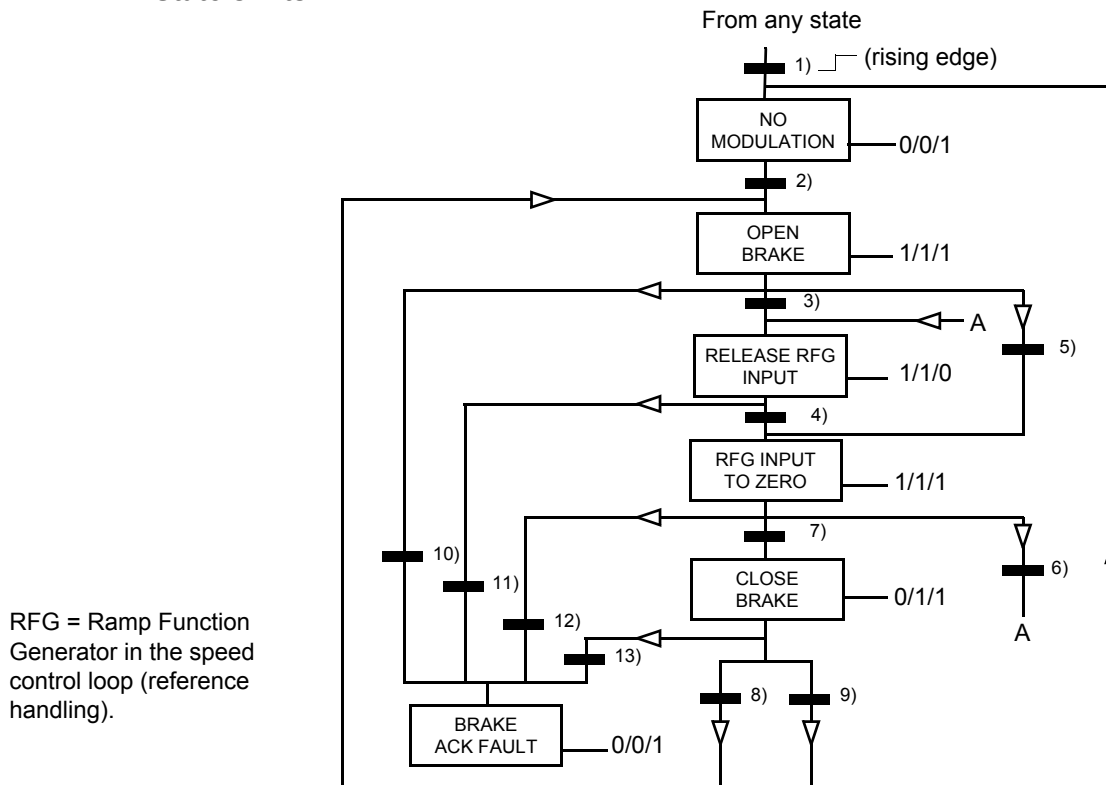 From any state
1)
(rising edge)
NO
MODULATION
0/0/1
2)
OPEN
BRAKE
1/1/1
3)
A
5)
RELEASE RFG
INPUT
1/1/0
4)
RFG INPUT
TO ZERO
1/1/1
7)
10)
11)
6)
CLOSE
BRAKE
0/1/1
12)
A
RFG = Ramp Function
Generator in the speed
control loop (reference
handling).
13)
8)
9)
BRAKE
ACK FAULT
0/0/1